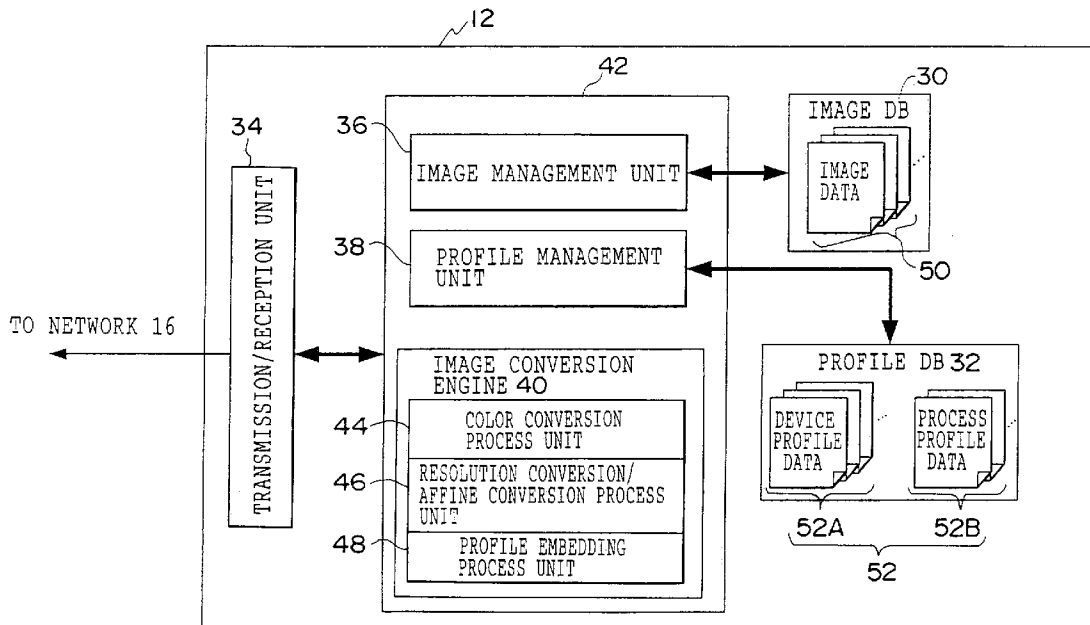 12
42
30
IMAGE DB
34
36
IMAGE MANAGEMENT UNIT
IMAGE
DATA
50
38
PROFILE MANAGEMENT
UNIT
TRANSMISSION/RECEPTION UNIT
TO NETWORK 16
PROFILE DB 32
IMAGE CONVERSION
ENGINE 40
44
COLOR CONVERSION
PROCESS UNIT
DEVICE
PROFILE
DATA
PROCESS
PROFILE
DATA
46
RESOLUTION CONVERSION/
AFFINE CONVERSION PROCESS
UNIT
52A
52B
48
PROFILE EMBEDDING
PROCESS UNIT
52